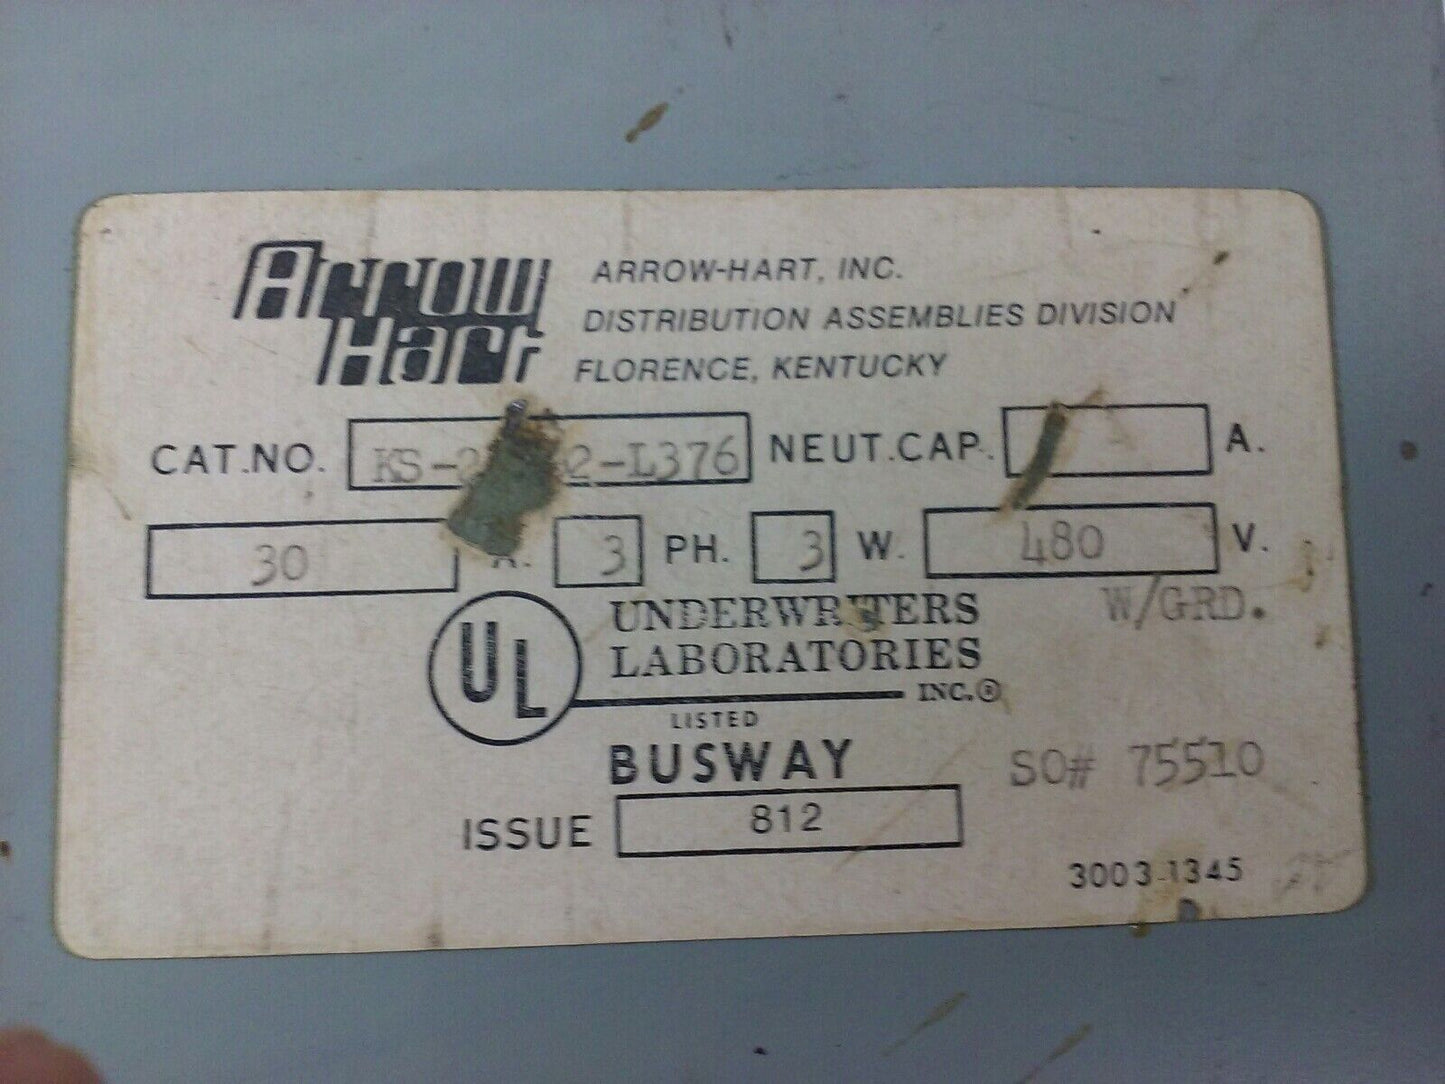 Arrow Hart
ARROW-HART, INC.
DISTRIBUTION ASSEMBLIES DIVISION
FLORENCE, KENTUCKY
CAT.NO. NEUT.CAP. - A.
30 A. 3 PH. 3 W. 480 V.
W/GRD.
UL UNDERWRITERS
LABORATORIES
INC.®
LISTED
BUSWAY
SO# 75510
ISSUE 812
3003-1345